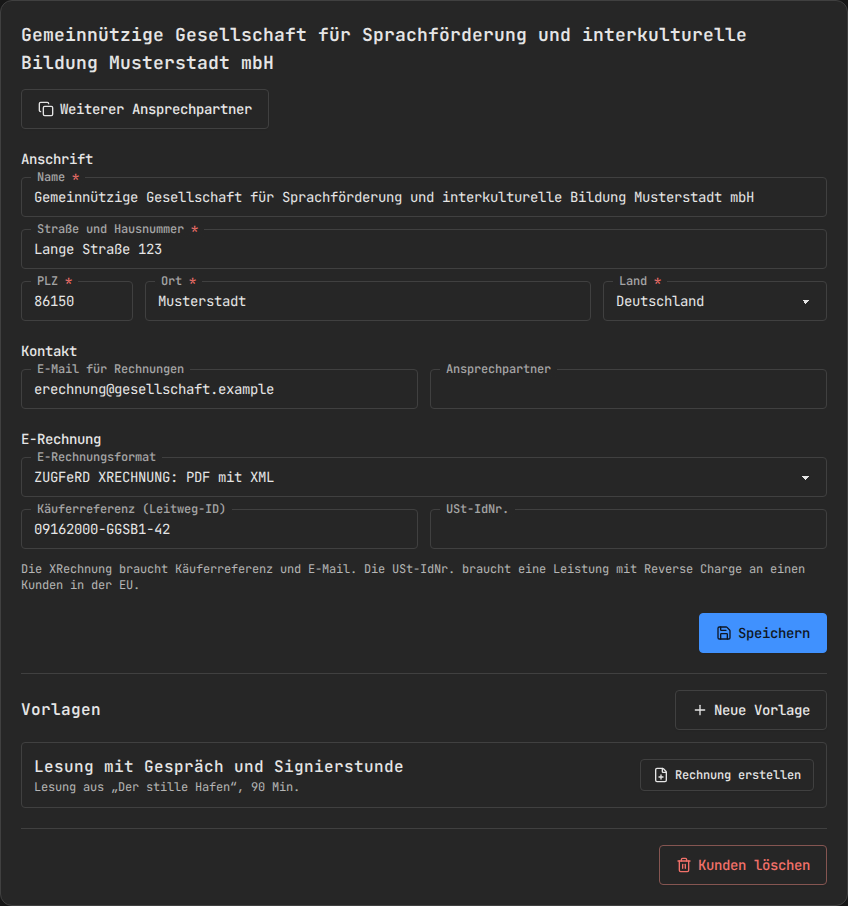 Gemeinnützige Gesellschaft für Sprachförderung und interkulturelle
Bildung Musterstadt mbH
Weiterer Ansprechpartner
Anschrift
Name *
Gemeinnützige Gesellschaft für Sprachförderung und interkulturelle Bildung Musterstadt mbH
Straße und Hausnummer *
Lange Straße 123
PLZ * Ort * Land *
86150 Musterstadt Deutschland
Kontakt
E-Mail für Rechnungen Ansprechpartner
erechnung@gesellschaft.example
E-Rechnung
E-Rechnungsformat
ZUGFeRD XRECHNUNG: PDF mit XML
Käuferreferenz (Leitweg-ID) USt-IdNr.
09162000-GGSB1-42
Die XRechnung braucht Käuferreferenz und E-Mail. Die USt-IdNr. braucht eine Leistung mit Reverse Charge an einen
Kunden in der EU.
Speichern
Vorlagen
Neue Vorlage
Lesung mit Gespräch und Signierstunde
Lesung aus „Der stille Hafen“, 90 Min.
Rechnung erstellen
Kunden löschen